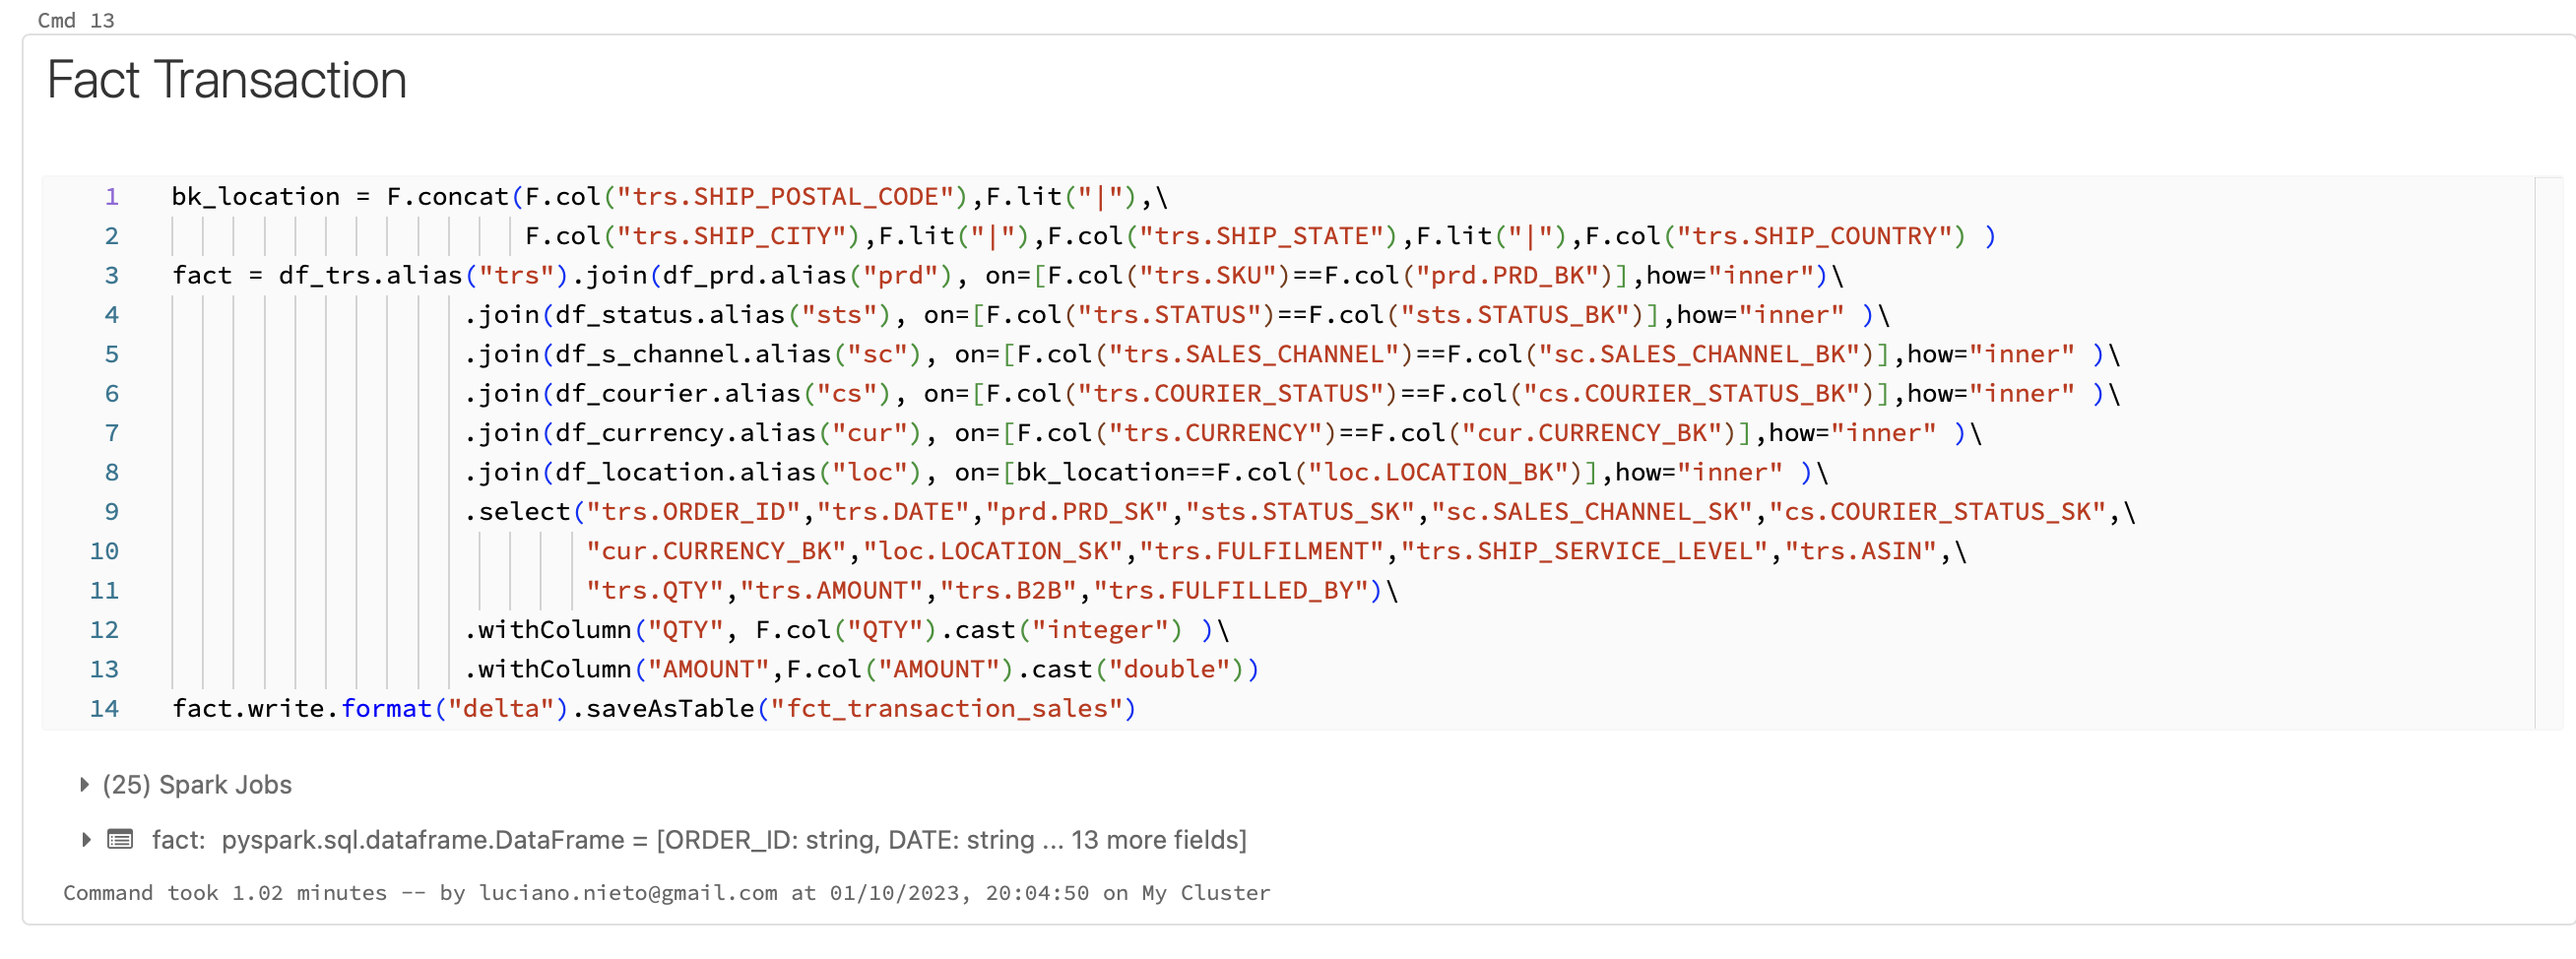 Cmd 13
Fact Transaction
1 bk_location = F.concat(F.col("trs.SHIP_POSTAL_CODE"),F.lit("|"),\
2 F.col("trs.SHIP_CITY"),F.lit("|"),F.col("trs.SHIP_STATE"),F.lit("|"),F.col("trs.SHIP_COUNTRY") )
3 fact = df_trs.alias("trs").join(df_prd.alias("prd"), on=[F.col("trs.SKU")==F.col("prd.PRD_BK")],how="inner")\
4 .join(df_status.alias("sts"), on=[F.col("trs.STATUS")==F.col("sts.STATUS_BK")],how="inner" )\
5 .join(df_s_channel.alias("sc"), on=[F.col("trs.SALES_CHANNEL")==F.col("sc.SALES_CHANNEL_BK")],how="inner" )\
6 .join(df_courier.alias("cs"), on=[F.col("trs.COURIER_STATUS")==F.col("cs.COURIER_STATUS_BK")],how="inner" )\
7 .join(df_currency.alias("cur"), on=[F.col("trs.CURRENCY")==F.col("cur.CURRENCY_BK")],how="inner" )\
8 .join(df_location.alias("loc"), on=[bk_location==F.col("loc.LOCATION_BK")],how="inner" )\
9 .select("trs.ORDER_ID","trs.DATE","prd.PRD_SK","sts.STATUS_SK","sc.SALES_CHANNEL_SK","cs.COURIER_STATUS_SK",\
10 "cur.CURRENCY_BK","loc.LOCATION_SK","trs.FULFILMENT","trs.SHIP_SERVICE_LEVEL","trs.ASIN",\
11 "trs.QTY","trs.AMOUNT","trs.B2B","trs.FULFILLED_BY")\
12 .withColumn("QTY", F.col("QTY").cast("integer") )\
13 .withColumn("AMOUNT",F.col("AMOUNT").cast("double"))
14 fact.write.format("delta").saveAsTable("fct_transaction_sales")
(25) Spark Jobs
fact: pyspark.sql.dataframe.DataFrame = [ORDER_ID: string, DATE: string ... 13 more fields]
Command took 1.02 minutes -- by luciano.nieto@gmail.com at 01/10/2023, 20:04:50 on My Cluster